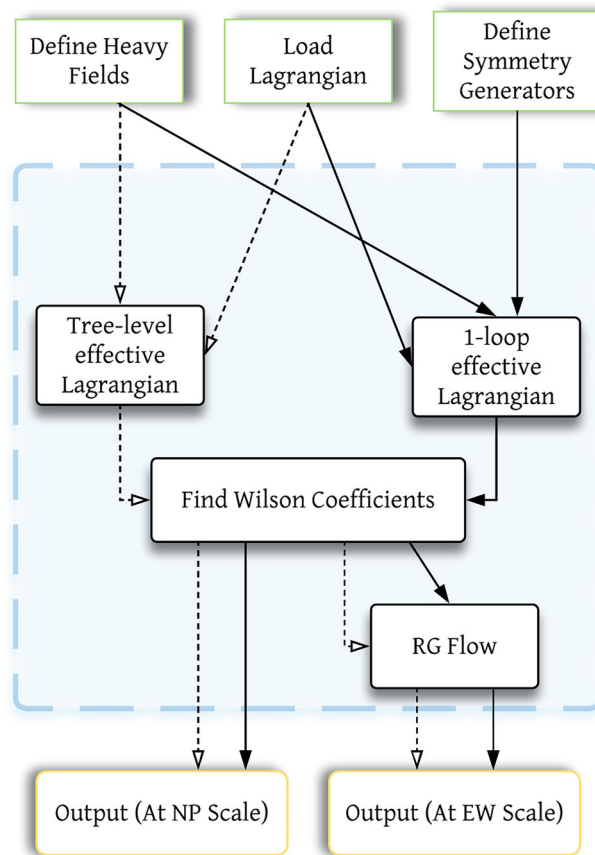 Define Heavy
Fields
Load
Lagrangian
Define
Symmetry
Generators
Tree-level
effective
Lagrangian
1-loop
effective
Lagrangian
Find Wilson Coefficients
RG Flow
Output (At NP Scale)
Output (At EW Scale)